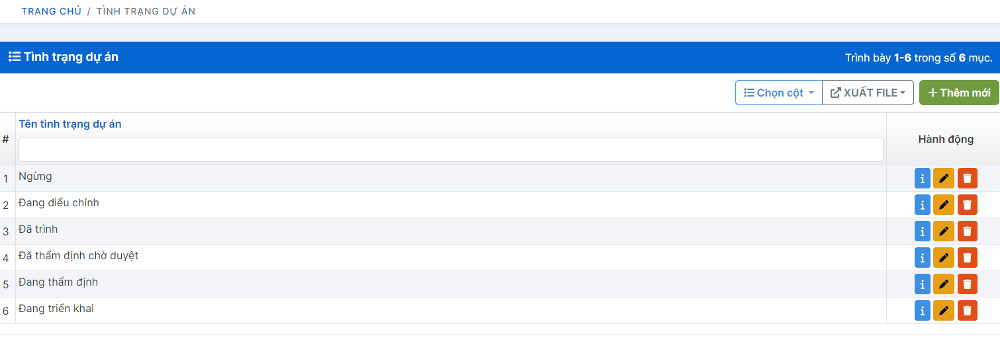 TRANG CHỦ / TÌNH TRẠNG DỰ ÁN
Tình trạng dự án
Trình bày 1-6 trong số 6 mục.
Chọn cột
XUẤT FILE
+ Thêm mới
# Tên tình trạng dự án Hành động
1 Ngừng
2 Đang điều chỉnh
3 Đã trình
4 Đã thẩm định chờ duyệt
5 Đang thẩm định
6 Đang triển khai